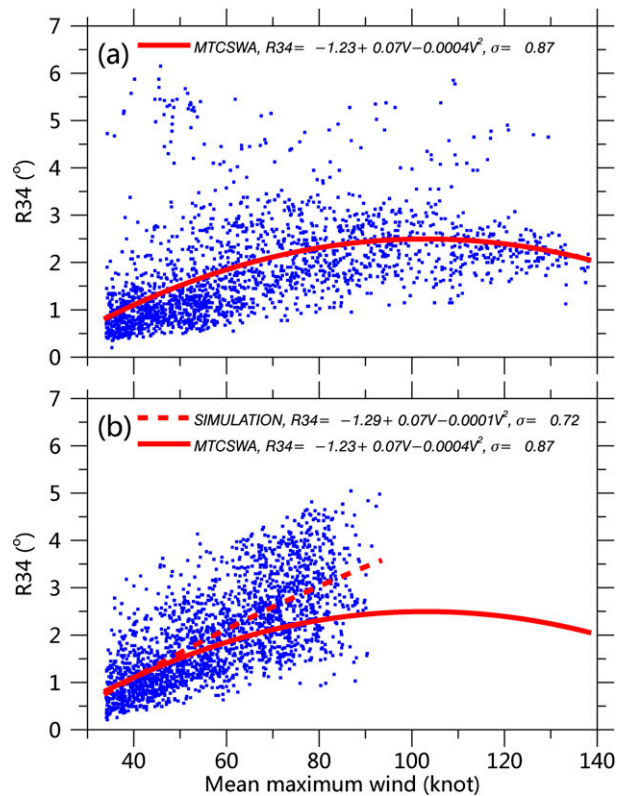 7
(a)
MTCSWA, R34= −1.23+ 0.07V−0.0004V², σ= 0.87
6
5
4
R34 (°)
3
2
1
0
7
(b)
SIMULATION, R34= −1.29+ 0.07V−0.0001V², σ= 0.72
MTCSWA, R34= −1.23+ 0.07V−0.0004V², σ= 0.87
6
5
4
R34 (°)
3
2
1
0
40 60 80 100 120 140
Mean maximum wind (knot)